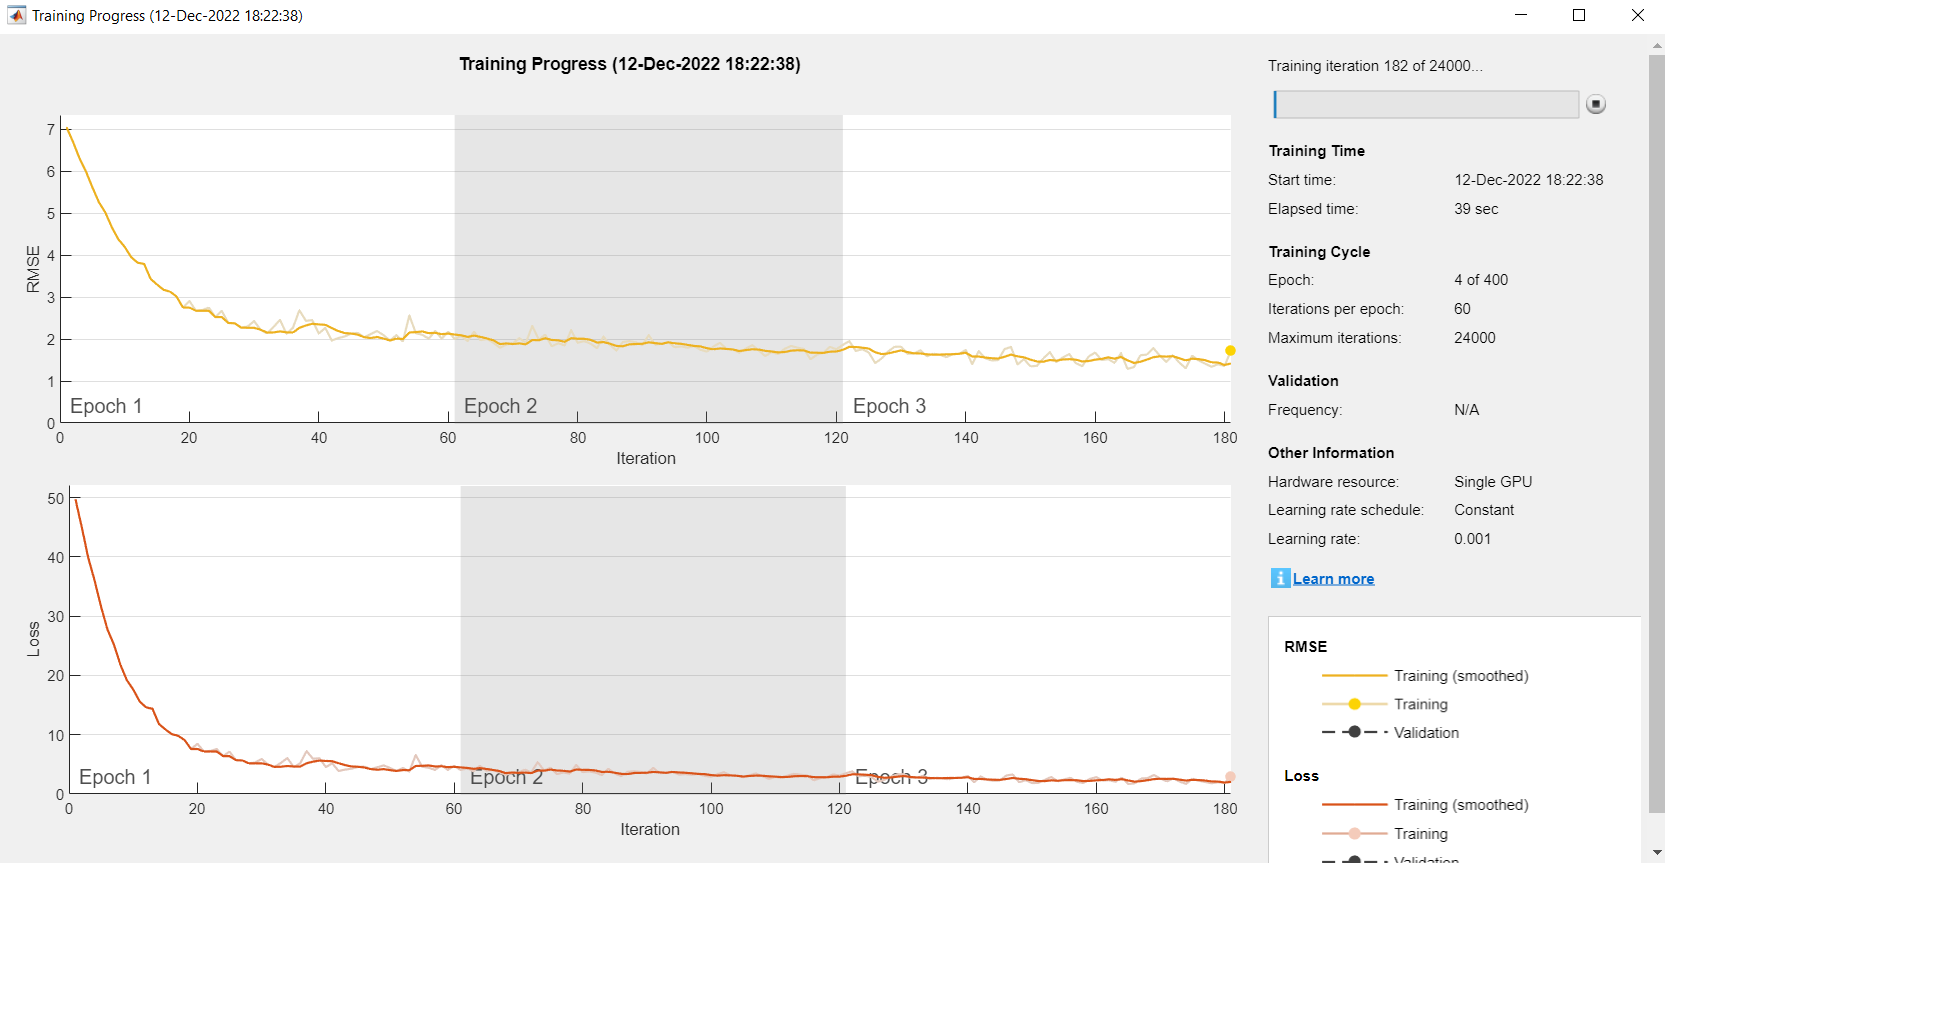 Training Progress (12-Dec-2022 18:22:38)
Training Progress (12-Dec-2022 18:22:38)
RMSE
7
6
5
4
3
2
1
0
Epoch 1
Epoch 2
Epoch 3
0 20 40 60 80 100 120 140 160 180
Iteration
Loss
50
40
30
20
10
0
Epoch 1
Epoch 2
Epoch 3
0 20 40 60 80 100 120 140 160 180
Iteration
Training iteration 182 of 24000...
Training Time
Start time: 12-Dec-2022 18:22:38
Elapsed time: 39 sec
Training Cycle
Epoch: 4 of 400
Iterations per epoch: 60
Maximum iterations: 24000
Validation
Frequency: N/A
Other Information
Hardware resource: Single GPU
Learning rate schedule: Constant
Learning rate: 0.001
i Learn more
RMSE
Training (smoothed)
Training
Validation
Loss
Training (smoothed)
Training
Validation